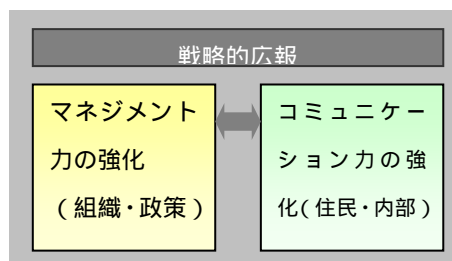 戦略的広報
マネジメント
力の強化
（組織・政策）
コミュニケー
ション力の強
化（住民・内部）